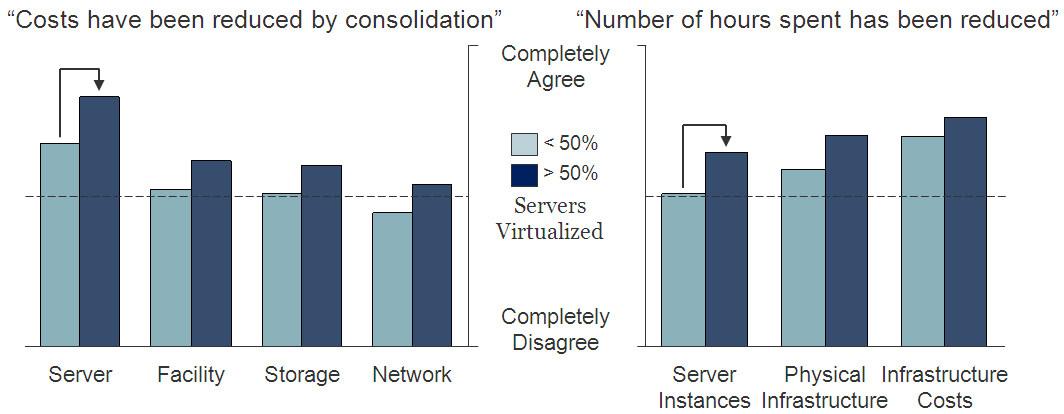 “Costs have been reduced by consolidation”
“Number of hours spent has been reduced”
Completely
Agree
< 50%
> 50%
Servers
Virtualized
Completely
Disagree
Server
Facility
Storage
Network
Server
Instances
Physical
Infrastructure
Infrastructure
Costs